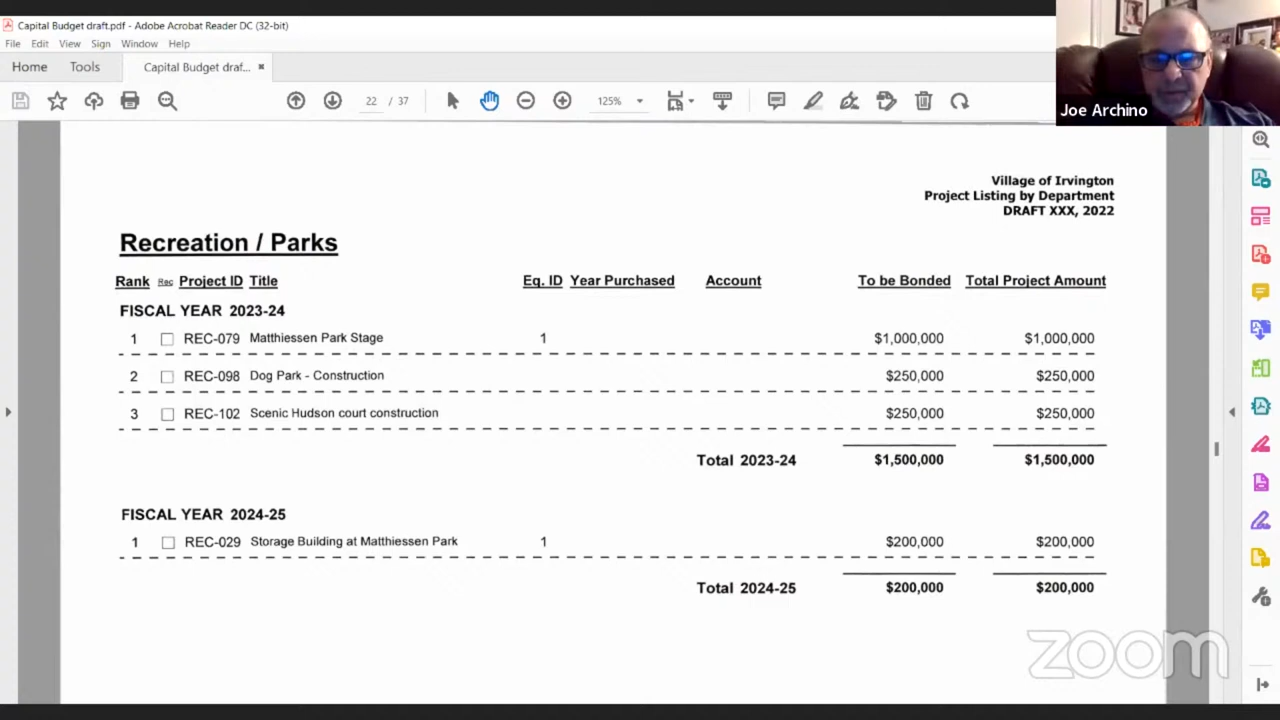 Capital Budget draft.pdf - Adobe Acrobat Reader DC (32-bit)
File Edit View Sign Window Help
Home Tools Capital Budget draf... ×
22 / 37 125%
Joe Archino
Village of Irvington
Project Listing by Department
DRAFT XXX, 2022
Recreation / Parks
Rank Rec Project ID Title Eq. ID Year Purchased Account To be Bonded Total Project Amount
FISCAL YEAR 2023-24
1 REC-079 Matthiessen Park Stage 1 $1,000,000 $1,000,000
2 REC-098 Dog Park - Construction $250,000 $250,000
3 REC-102 Scenic Hudson court construction $250,000 $250,000
Total 2023-24 $1,500,000 $1,500,000
FISCAL YEAR 2024-25
1 REC-029 Storage Building at Matthiessen Park 1 $200,000 $200,000
Total 2024-25 $200,000 $200,000
zoom